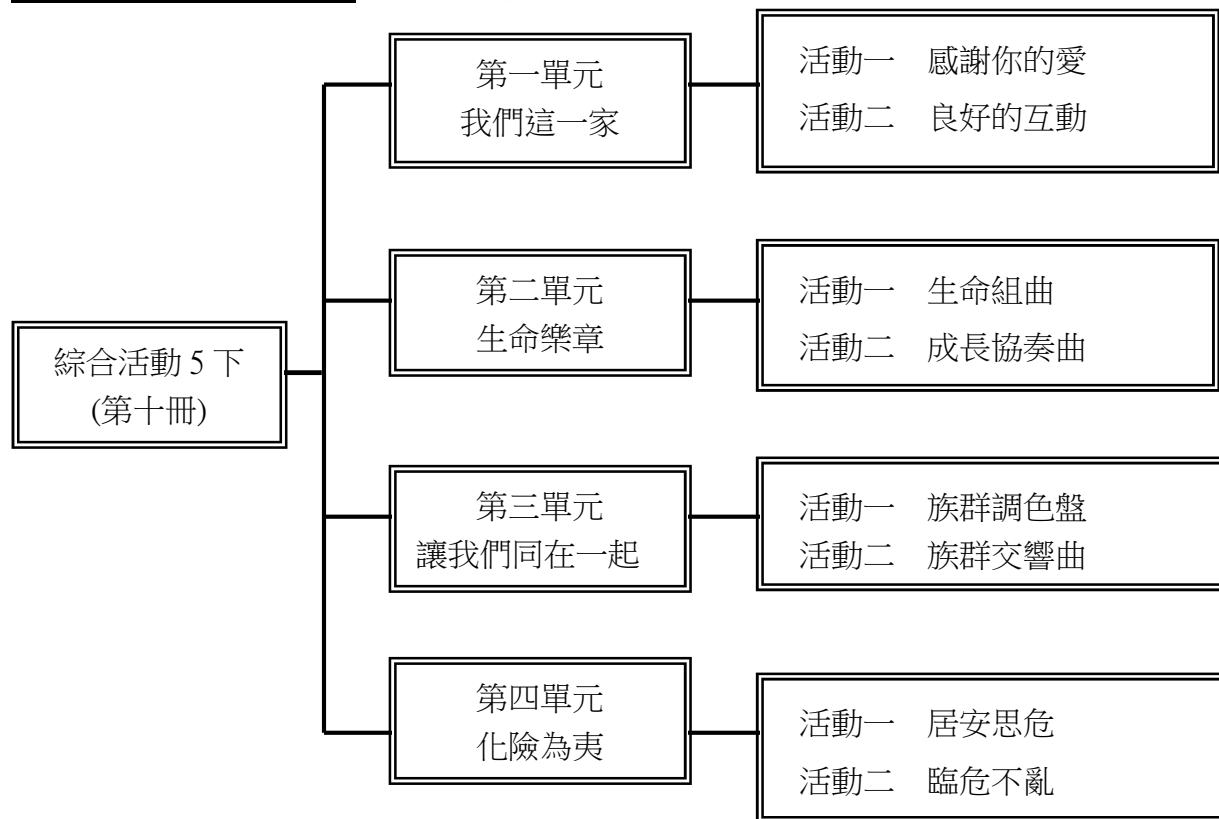 綜合活動 5 下
(第十冊)
第一單元
我們這一家
活動一　感謝你的愛
活動二　良好的互動
第二單元
生命樂章
活動一　生命組曲
活動二　成長協奏曲
第三單元
讓我們同在一起
活動一　族群調色盤
活動二　族群交響曲
第四單元
化險為夷
活動一　居安思危
活動二　臨危不亂